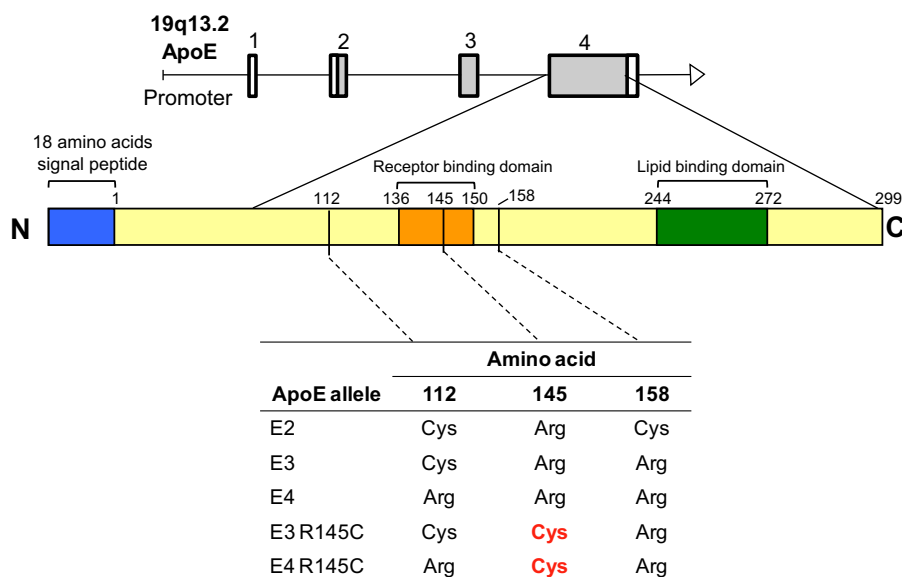 19q13.2
ApoE
1 2 3 4
Promoter
18 amino acids
signal peptide
Receptor binding domain
Lipid binding domain
1 112 136 145 150 158 244 272 299
N C
Amino acid
ApoE allele 112 145 158
E2 Cys Arg Cys
E3 Cys Arg Arg
E4 Arg Arg Arg
E3 R145C Cys Cys Arg
E4 R145C Arg Cys Arg